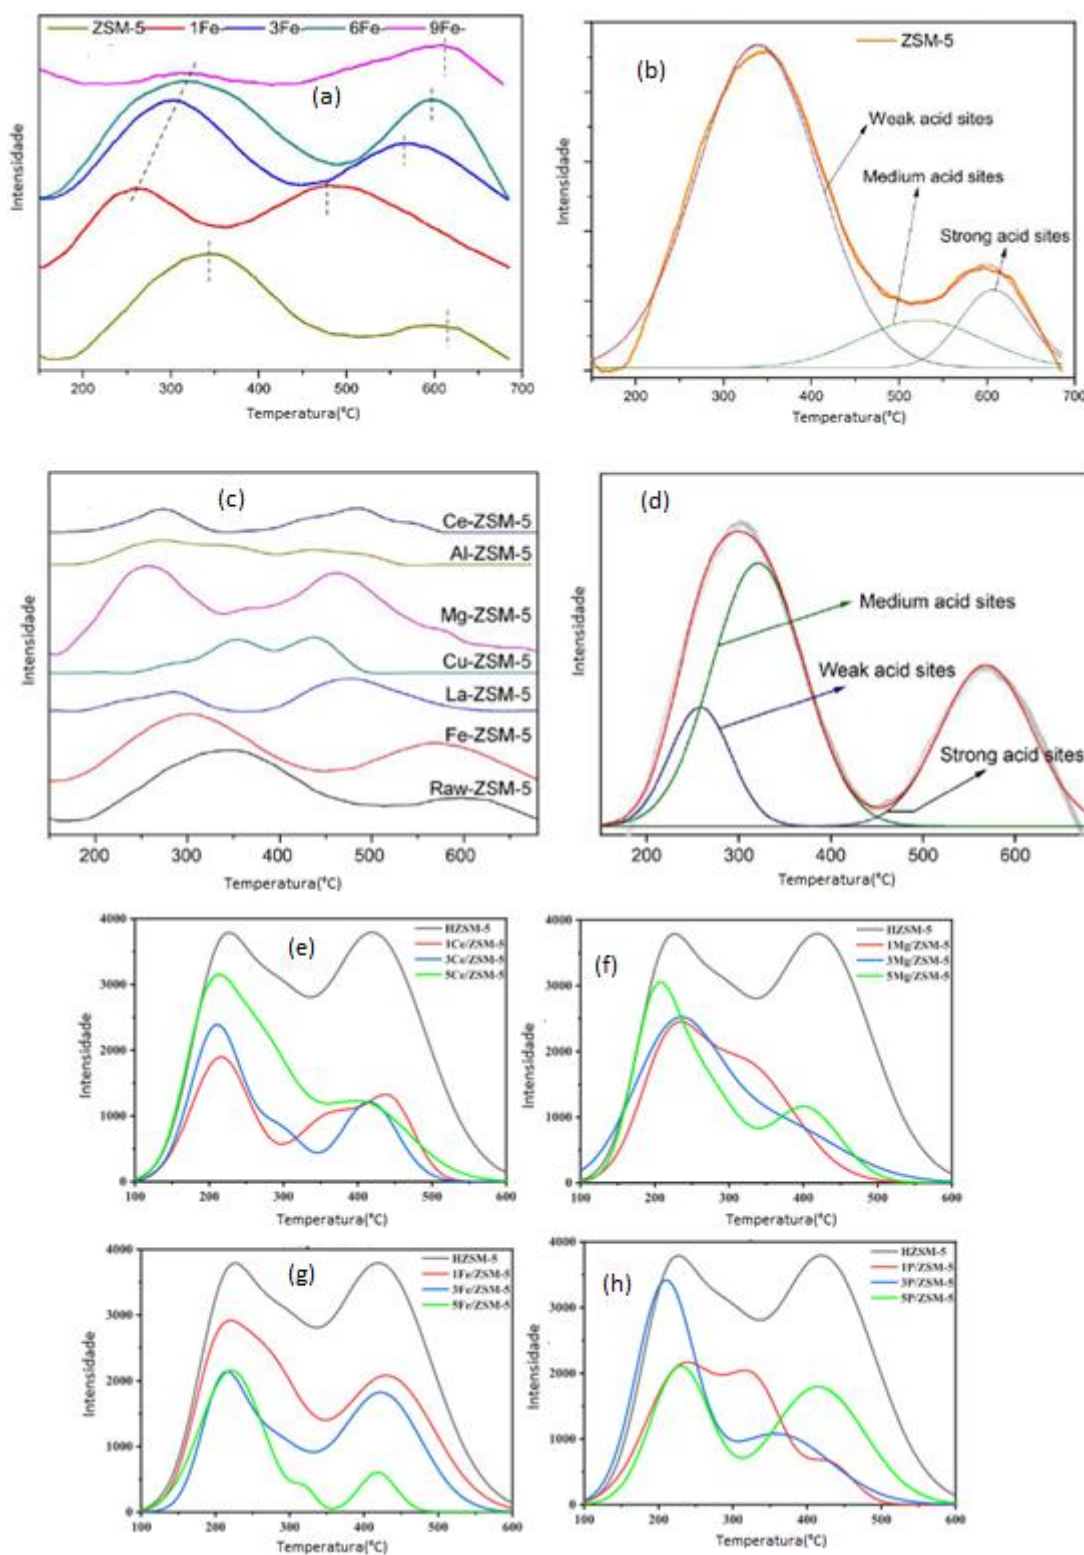 ZSM-5 1Fe- 3Fe- 6Fe- 9Fe-
(a)
Intensidade
200 300 400 500 600 700
Temperatura(°C)
(b)
ZSM-5
Weak acid sites
Medium acid sites
Strong acid sites
Intensidade
200 300 400 500 600 700
Temperatura(°C)
(c)
Ce-ZSM-5
Al-ZSM-5
Mg-ZSM-5
Cu-ZSM-5
La-ZSM-5
Fe-ZSM-5
Raw-ZSM-5
Intensidade
200 300 400 500 600
Temperatura(°C)
(d)
Medium acid sites
Weak acid sites
Strong acid sites
Intensidade
200 300 400 500 600
Temperatura(°C)
(e)
HZSM-5
1Ce/ZSM-5
3Ce/ZSM-5
5Ce/ZSM-5
Intensidade
4000
3000
2000
1000
0
100 200 300 400 500 600
Temperatura(°C)
(f)
HZSM-5
1Mg/ZSM-5
3Mg/ZSM-5
5Mg/ZSM-5
Intensidade
4000
3000
2000
1000
0
100 200 300 400 500 600
Temperatura(°C)
(g)
HZSM-5
1Fe/ZSM-5
3Fe/ZSM-5
5Fe/ZSM-5
Intensidade
4000
3000
2000
1000
0
100 200 300 400 500 600
Temperatura(°C)
(h)
HZSM-5
1P/ZSM-5
3P/ZSM-5
5P/ZSM-5
Intensidade
4000
3000
2000
1000
0
100 200 300 400 500 600
Temperatura(°C)